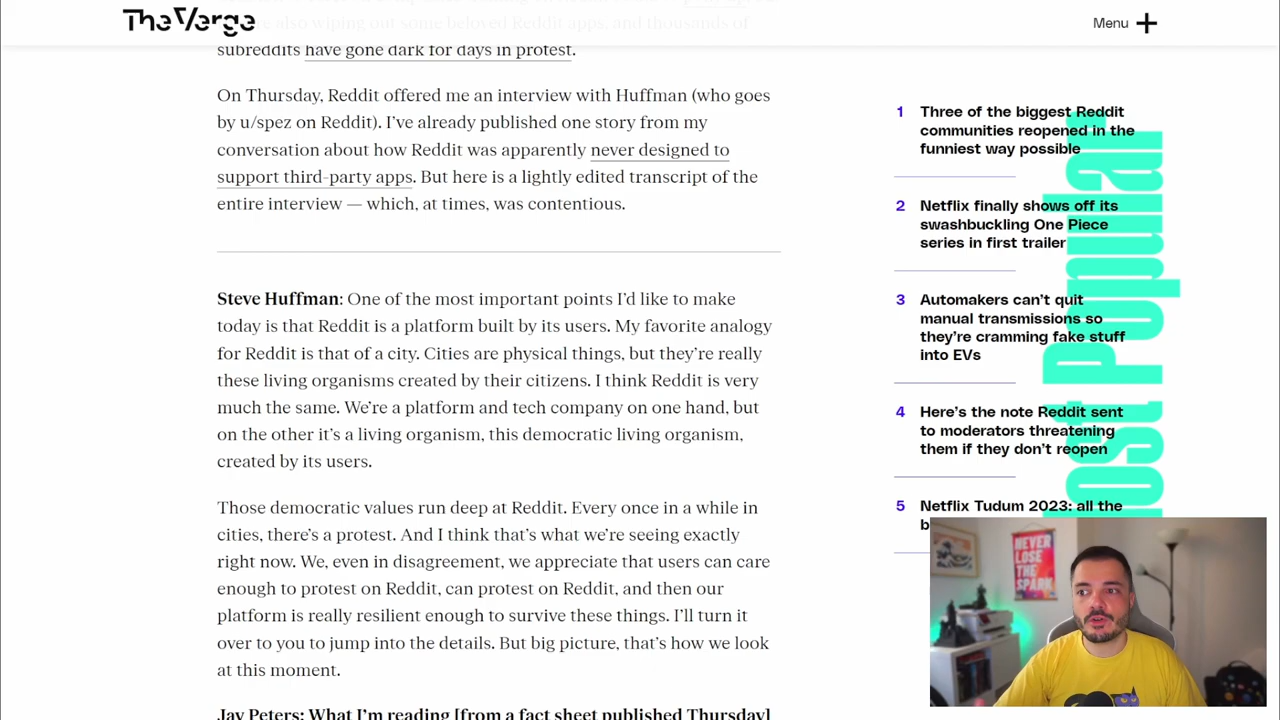 The Verge
Menu
also wiping out some beloved Reddit apps, and thousands of
subreddits have gone dark for days in protest.
On Thursday, Reddit offered me an interview with Huffman (who goes
by u/spez on Reddit). I've already published one story from my
conversation about how Reddit was apparently never designed to
support third-party apps. But here is a lightly edited transcript of the
entire interview — which, at times, was contentious.
Steve Huffman: One of the most important points I'd like to make
today is that Reddit is a platform built by its users. My favorite analogy
for Reddit is that of a city. Cities are physical things, but they're really
these living organisms created by their citizens. I think Reddit is very
much the same. We're a platform and tech company on one hand, but
on the other it's a living organism, this democratic living organism,
created by its users.
Those democratic values run deep at Reddit. Every once in a while in
cities, there's a protest. And I think that's what we're seeing exactly
right now. We, even in disagreement, we appreciate that users can care
enough to protest on Reddit, can protest on Reddit, and then our
platform is really resilient enough to survive these things. I'll turn it
over to you to jump into the details. But big picture, that's how we look
at this moment.
Jay Peters: What I'm reading [from a fact sheet published Thursday]
1 Three of the biggest Reddit
communities reopened in the
funniest way possible
2 Netflix finally shows off its
swashbuckling One Piece
series in first trailer
3 Automakers can't quit
manual transmissions so
they're cramming fake stuff
into EVs
4 Here's the note Reddit sent
to moderators threatening
them if they don't reopen
5 Netflix Tudum 2023: all the
Popular
NEVER
LOSE
THE
SPARK